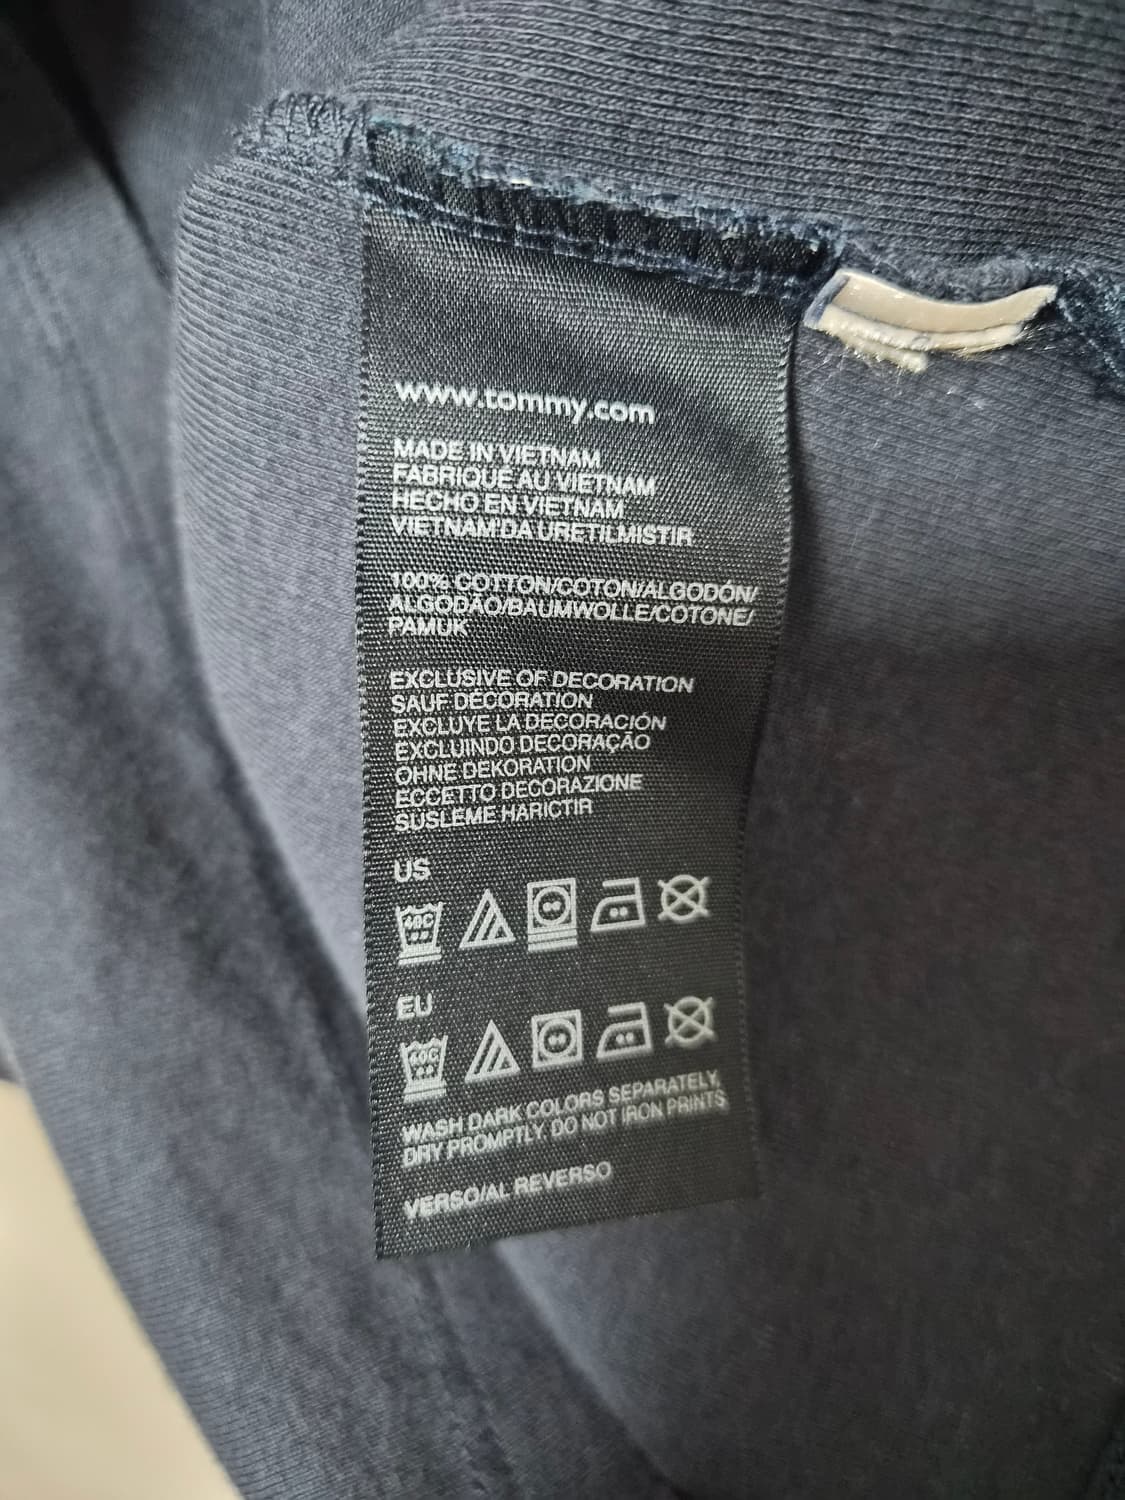 www.tommy.com
MADE IN VIETNAM
FABRIQUÉ AU VIETNAM
HECHO EN VIETNAM
VIETNAM'DA URETILMISTIR
100% COTTON/COTON/ALGODÓN/
ALGODÃO/BAUMWOLLE/COTONE/
PAMUK
EXCLUSIVE OF DECORATION
SAUF DECORATION
EXCLUYE LA DECORACIÓN
EXCLUINDO DECORAÇÃO
OHNE DEKORATION
ECCETTO DECORAZIONE
SUSLEME HARICTIR
US
EU
WASH DARK COLORS SEPARATELY,
DRY PROMPTLY. DO NOT IRON PRINTS
VERSO/AL REVERSO